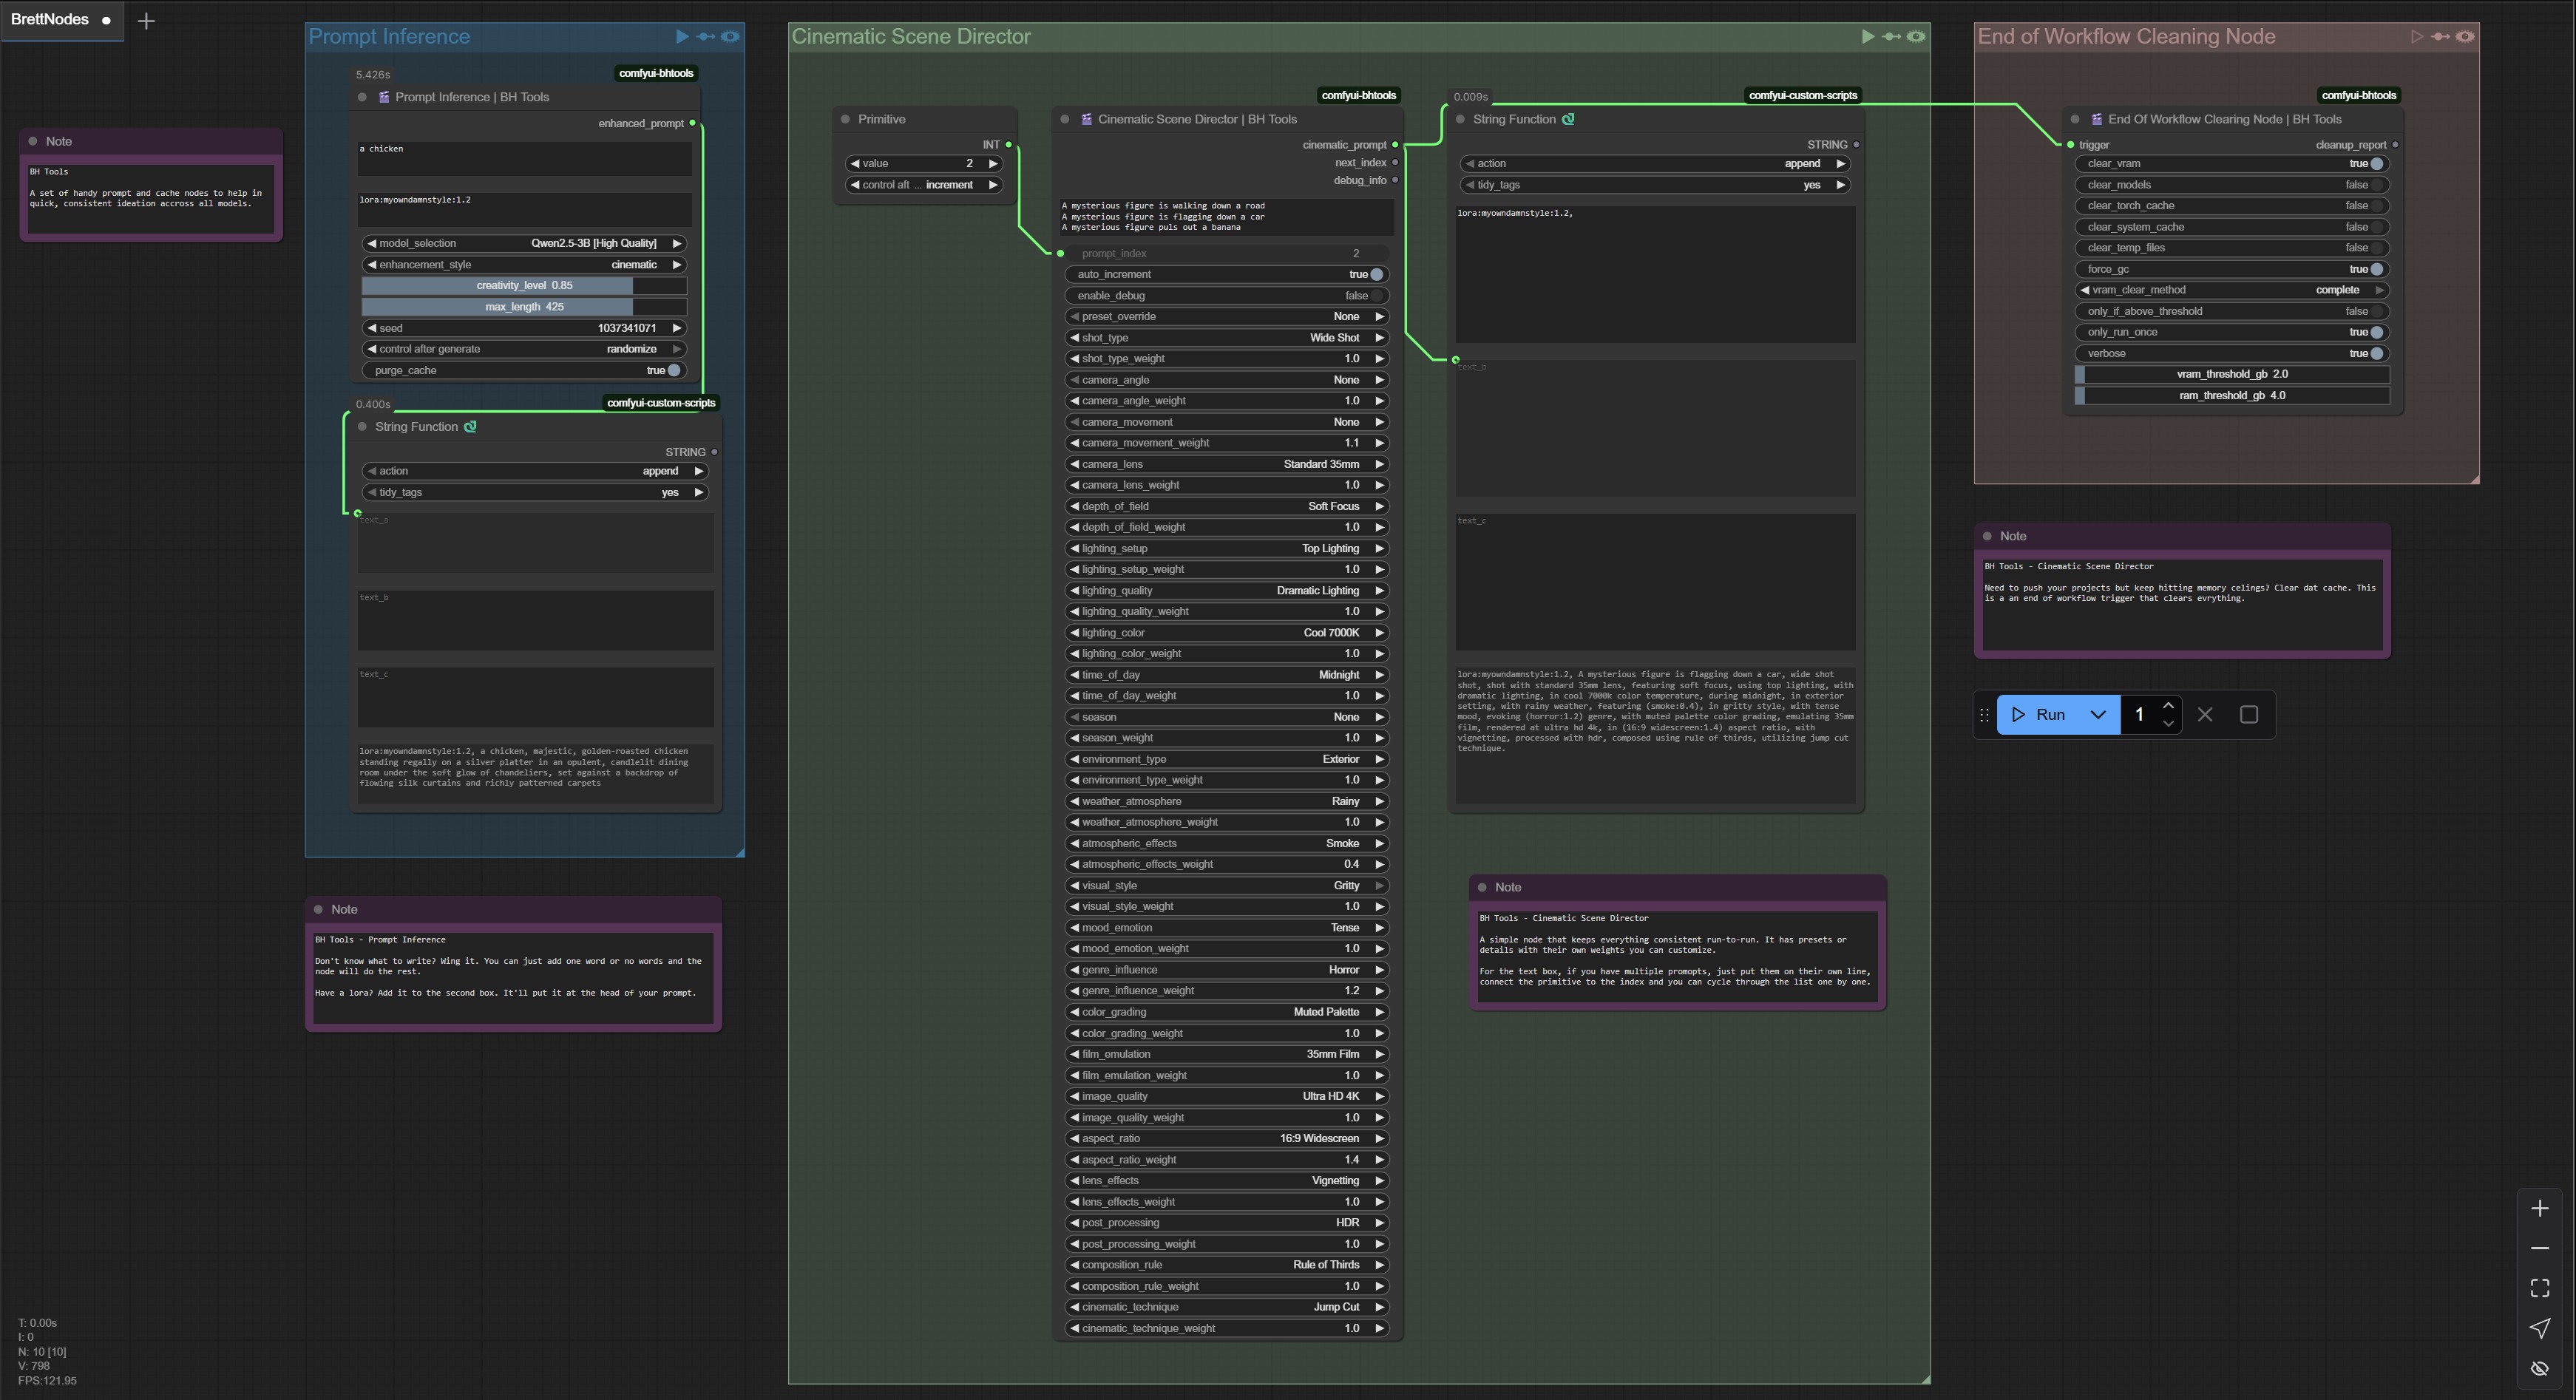 BrettNodes
Note
BH Tools
A set of handy prompt and cache nodes to help in
quick, consistent ideation accross all models.
Prompt Inference
5.426s
comfyui-bhtools
Prompt Inference | BH Tools
enhanced_prompt
a chicken
lora:myowndamnstyle:1.2
model_selection Qwen2.5-3B [High Quality]
enhancement_style cinematic
creativity_level 0.85
max_length 425
seed 1037341071
control after generate randomize
purge_cache true
0.400s
comfyui-custom-scripts
String Function
STRING
action append
tidy_tags yes
text_a
text_b
text_c
lora:myowndamnstyle:1.2, a chicken, majestic, golden-roasted chicken
standing regally on a silver platter in an opulent, candlelit dining
room under the soft glow of chandeliers, set against a backdrop of
flowing silk curtains and richly patterned carpets
Note
BH Tools - Prompt Inference
Don't know what to write? Wing it. You can just add one word or no words and the
node will do the rest.
Have a lora? Add it to the second box. It'll put it at the head of your prompt.
Cinematic Scene Director
Primitive
INT
value 2
control aft ... increment
comfyui-bhtools
Cinematic Scene Director | BH Tools
cinematic_prompt
next_index
debug_info
A mysterious figure is walking down a road
A mysterious figure is flagging down a car
A mysterious figure puls out a banana
prompt_index 2
auto_increment true
enable_debug false
preset_override None
shot_type Wide Shot
shot_type_weight 1.0
camera_angle None
camera_angle_weight 1.0
camera_movement None
camera_movement_weight 1.1
camera_lens Standard 35mm
camera_lens_weight 1.0
depth_of_field Soft Focus
depth_of_field_weight 1.0
lighting_setup Top Lighting
lighting_setup_weight 1.0
lighting_quality Dramatic Lighting
lighting_quality_weight 1.0
lighting_color Cool 7000K
lighting_color_weight 1.0
time_of_day Midnight
time_of_day_weight 1.0
season None
season_weight 1.0
environment_type Exterior
environment_type_weight 1.0
weather_atmosphere Rainy
weather_atmosphere_weight 1.0
atmospheric_effects Smoke
atmospheric_effects_weight 0.4
visual_style Gritty
visual_style_weight 1.0
mood_emotion Tense
mood_emotion_weight 1.0
genre_influence Horror
genre_influence_weight 1.2
color_grading Muted Palette
color_grading_weight 1.0
film_emulation 35mm Film
film_emulation_weight 1.0
image_quality Ultra HD 4K
image_quality_weight 1.0
aspect_ratio 16:9 Widescreen
aspect_ratio_weight 1.4
lens_effects Vignetting
lens_effects_weight 1.0
post_processing HDR
post_processing_weight 1.0
composition_rule Rule of Thirds
composition_rule_weight 1.0
cinematic_technique Jump Cut
cinematic_technique_weight 1.0
0.009s
comfyui-custom-scripts
String Function
STRING
action append
tidy_tags yes
lora:myowndamnstyle:1.2,
text_b
text_c
lora:myowndamnstyle:1.2, A mysterious figure is flagging down a car, wide shot
shot, shot with standard 35mm lens, featuring soft focus, using top lighting, with
dramatic lighting, in cool 7000k color temperature, during midnight, in exterior
setting, with rainy weather, featuring (smoke:0.4), in gritty style, with tense
mood, evoking (horror:1.2) genre, with muted palette color grading, emulating 35mm
film, rendered at ultra hd 4k, in (16:9 widescreen:1.4) aspect ratio, with
vignetting, processed with hdr, composed using rule of thirds, utilizing jump cut
technique.
Note
BH Tools - Cinematic Scene Director
A simple node that keeps everything consistent run-to-run. It has presets or
details with their own weights you can customize.
For the text box, if you have multiple prompts, just put them on their own line,
connect the primitive to the index and you can cycle through the list one by one.
End of Workflow Cleaning Node
comfyui-bhtools
End Of Workflow Clearing Node | BH Tools
trigger cleanup_report
clear_vram true
clear_models false
clear_torch_cache false
clear_system_cache false
clear_temp_files false
force_gc true
vram_clear_method complete
only_if_above_threshold false
only_run_once true
verbose true
vram_threshold_gb 2.0
ram_threshold_gb 4.0
Note
BH Tools - Cinematic Scene Director
Need to push your projects but keep hitting memory celings? Clear dat cache. This
is a an end of workflow trigger that clears evrything.
Run 1
T: 0.00s
I: 0
N: 10 [10]
V: 798
FPS:121.95